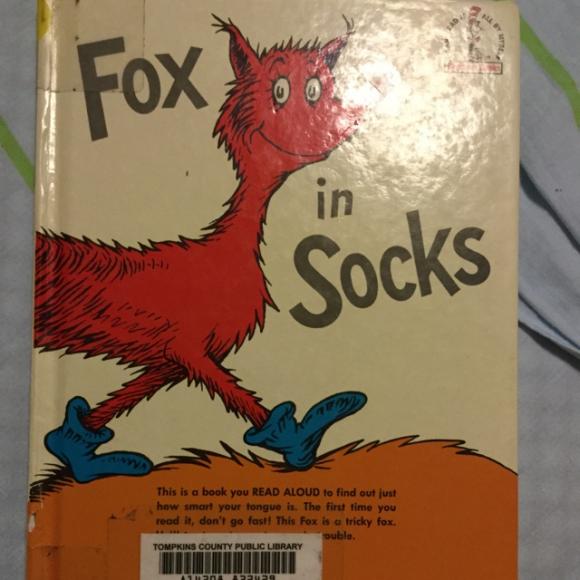 Fox
in
Socks
This is a book you READ ALOUD to find out just
how smart your tongue is. The first time you
read it, don't go fast! This Fox is a tricky fox.
TOMPKINS COUNTY PUBLIC LIBRARY